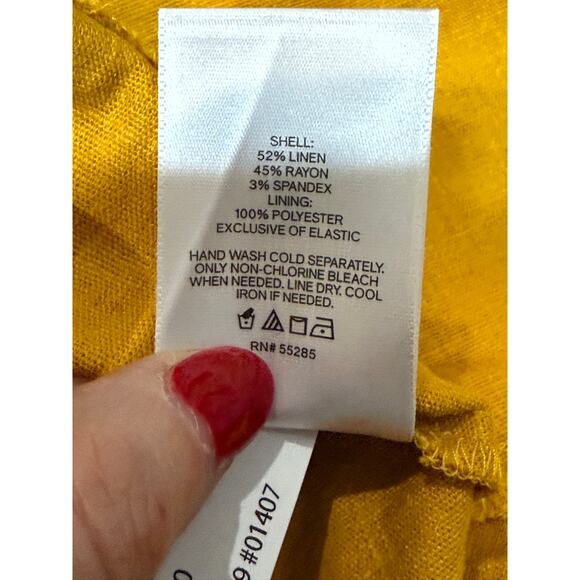 SHELL:
52% LINEN
45% RAYON
3% SPANDEX
LINING:
100% POLYESTER
EXCLUSIVE OF ELASTIC
HAND WASH COLD SEPARATELY.
ONLY NON-CHLORINE BLEACH
WHEN NEEDED. LINE DRY. COOL
IRON IF NEEDED.
RN# 55285
9 #01407